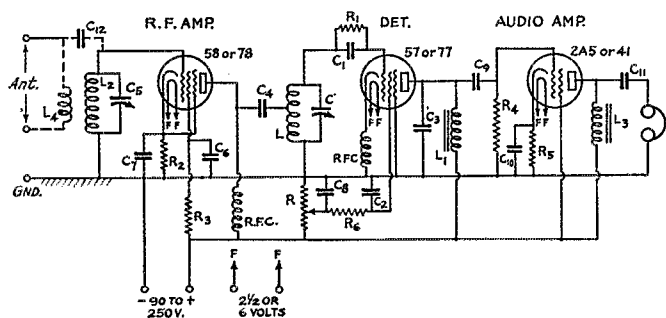 R.F. AMP.
DET.
AUDIO AMP.
58 or 78
57 or 77
2A5 or 41
C12
R1
C1
C9
C11
Ant.
L4
L2
C5
F F
C4
L
C
F F
C3
L1
R4
F F
L3
C7
R2
C6
RFC
C10
R5
GND.
R3
R.F.C.
R
C8
C2
R6
F
F
- 90 TO +
250 V.
2½ OR
6 VOLTS